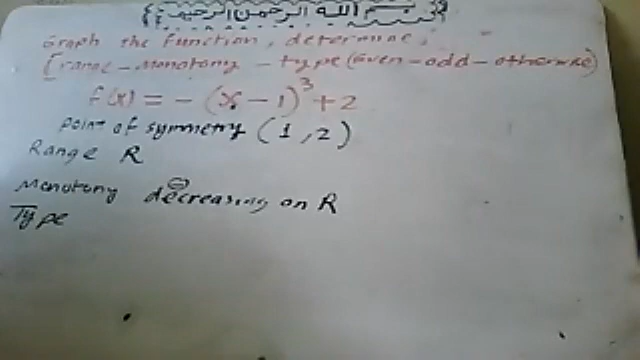 بسم الله الرحمن الرحيم
Graph the function, determine:
[range - Monotony - type (even - odd - otherwise)
f(x) = - (x - 1)³ + 2
point of symmetry (1, 2)
Range R
Monotony decreasing on R
Type